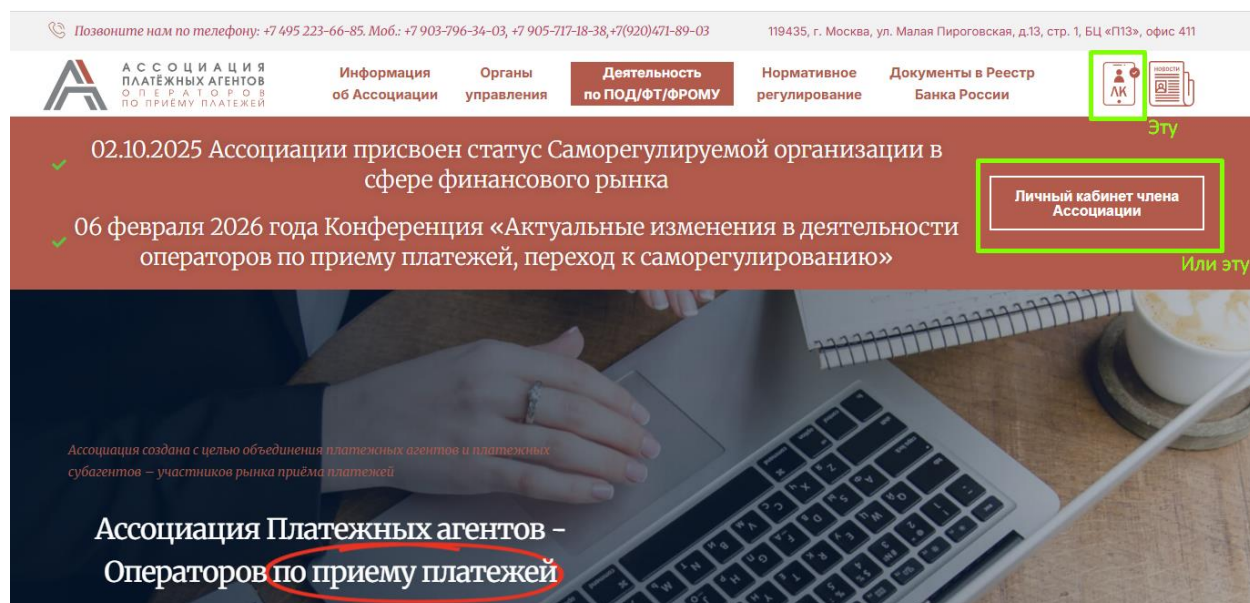 Позвоните нам по телефону: +7 495 223-66-85. Моб.: +7 903-796-34-03, +7 905-717-18-38,+7(920)471-89-03
119435, г. Москва, ул. Малая Пироговская, д.13, стр. 1, БЦ «П13», офис 411
АССОЦИАЦИЯ
ПЛАТЁЖНЫХ АГЕНТОВ
ОПЕРАТОРОВ
ПО ПРИЁМУ ПЛАТЕЖЕЙ
Информация
об Ассоциации
Органы
управления
Деятельность
по ПОД/ФТ/ФРОМУ
Нормативное
регулирование
Документы в Реестр
Банка России
ЛК
НОВОСТИ
Эту
02.10.2025 Ассоциации присвоен статус Саморегулируемой организации в
сфере финансового рынка
06 февраля 2026 года Конференция «Актуальные изменения в деятельности
операторов по приему платежей, переход к саморегулированию»
Личный кабинет члена
Ассоциации
Или эту
Ассоциация создана с целью объединения платежных агентов и платежных
субагентов – участников рынка приёма платежей
Ассоциация Платежных агентов -
Операторов по приему платежей